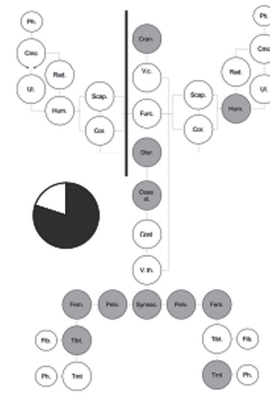 Ph. Cran. Ph.
Cmc Cmc
Rad. V.c. Rad.
Ul. Scap. Scap. Ul.
Hum. Furc. Hum.
Cor. Cor.
Ster.
Cost
V. th.
Fem. Pelv. Synsac. Pelv. Fem.
Fib. Tibt. Tibt. Fib.
Ph. Tmt Tmt Ph.